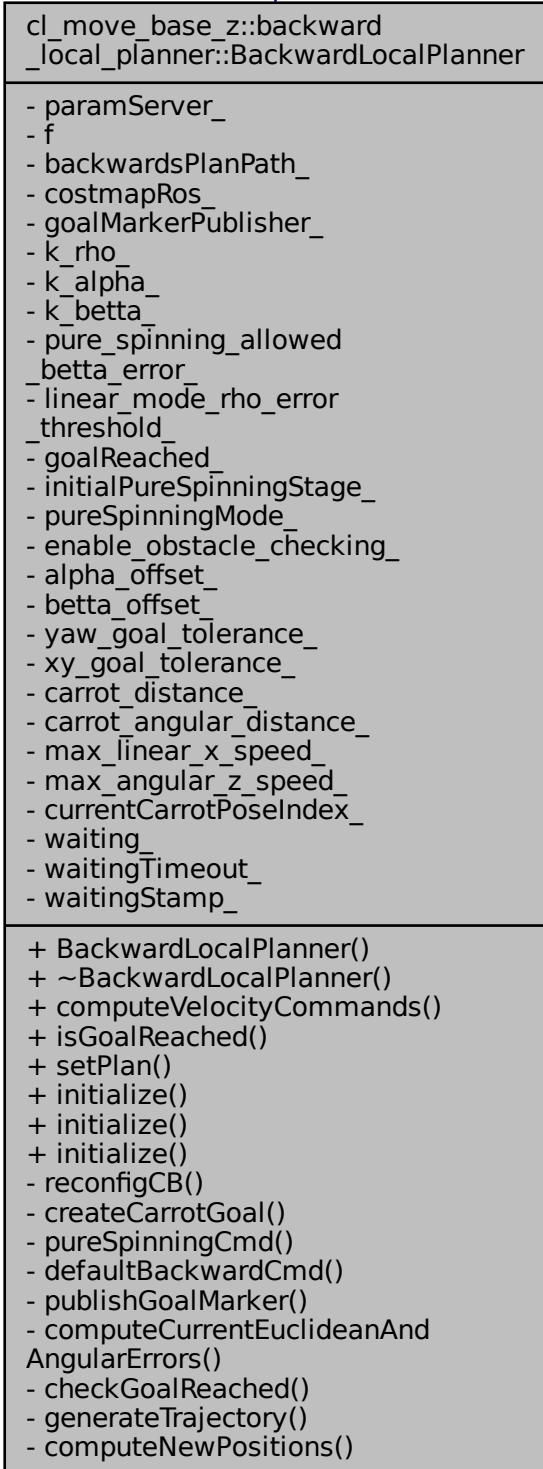 cl_move_base_z::backward
_local_planner::BackwardLocalPlanner
- paramServer_
- f
- backwardsPlanPath_
- costmapRos_
- goalMarkerPublisher_
- k_rho_
- k_alpha_
- k_betta_
- pure_spinning_allowed
_betta_error_
- linear_mode_rho_error
_threshold_
- goalReached_
- initialPureSpinningStage_
- pureSpinningMode_
- enable_obstacle_checking_
- alpha_offset_
- betta_offset_
- yaw_goal_tolerance_
- xy_goal_tolerance_
- carrot_distance_
- carrot_angular_distance_
- max_linear_x_speed_
- max_angular_z_speed_
- currentCarrotPoseIndex_
- waiting_
- waitingTimeout_
- waitingStamp_
+ BackwardLocalPlanner()
+ ~BackwardLocalPlanner()
+ computeVelocityCommands()
+ isGoalReached()
+ setPlan()
+ initialize()
+ initialize()
+ initialize()
- reconfigCB()
- createCarrotGoal()
- pureSpinningCmd()
- defaultBackwardCmd()
- publishGoalMarker()
- computeCurrentEuclideanAnd
AngularErrors()
- checkGoalReached()
- generateTrajectory()
- computeNewPositions()